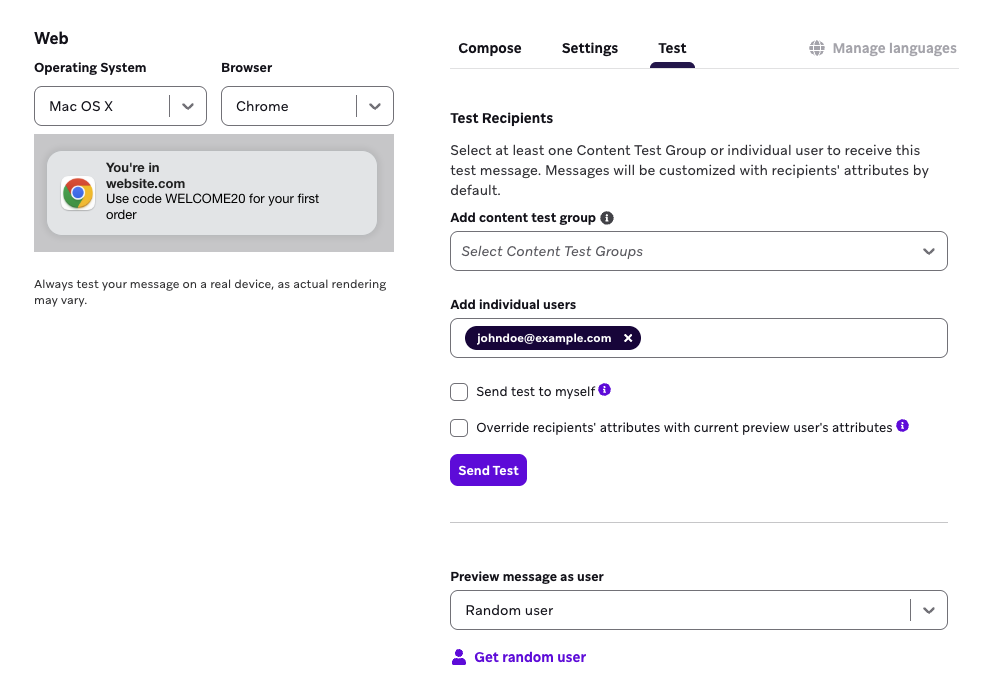 Web
Operating System
Browser
Mac OS X
Chrome
You're in
website.com
Use code WELCOME20 for your first
order
Always test your message on a real device, as actual rendering
may vary.
Compose
Settings
Test
Manage languages
Test Recipients
Select at least one Content Test Group or individual user to receive this
test message. Messages will be customized with recipients' attributes by
default.
Add content test group
Select Content Test Groups
Add individual users
johndoe@example.com
Send test to myself
Override recipients' attributes with current preview user's attributes
Send Test
Preview message as user
Random user
Get random user